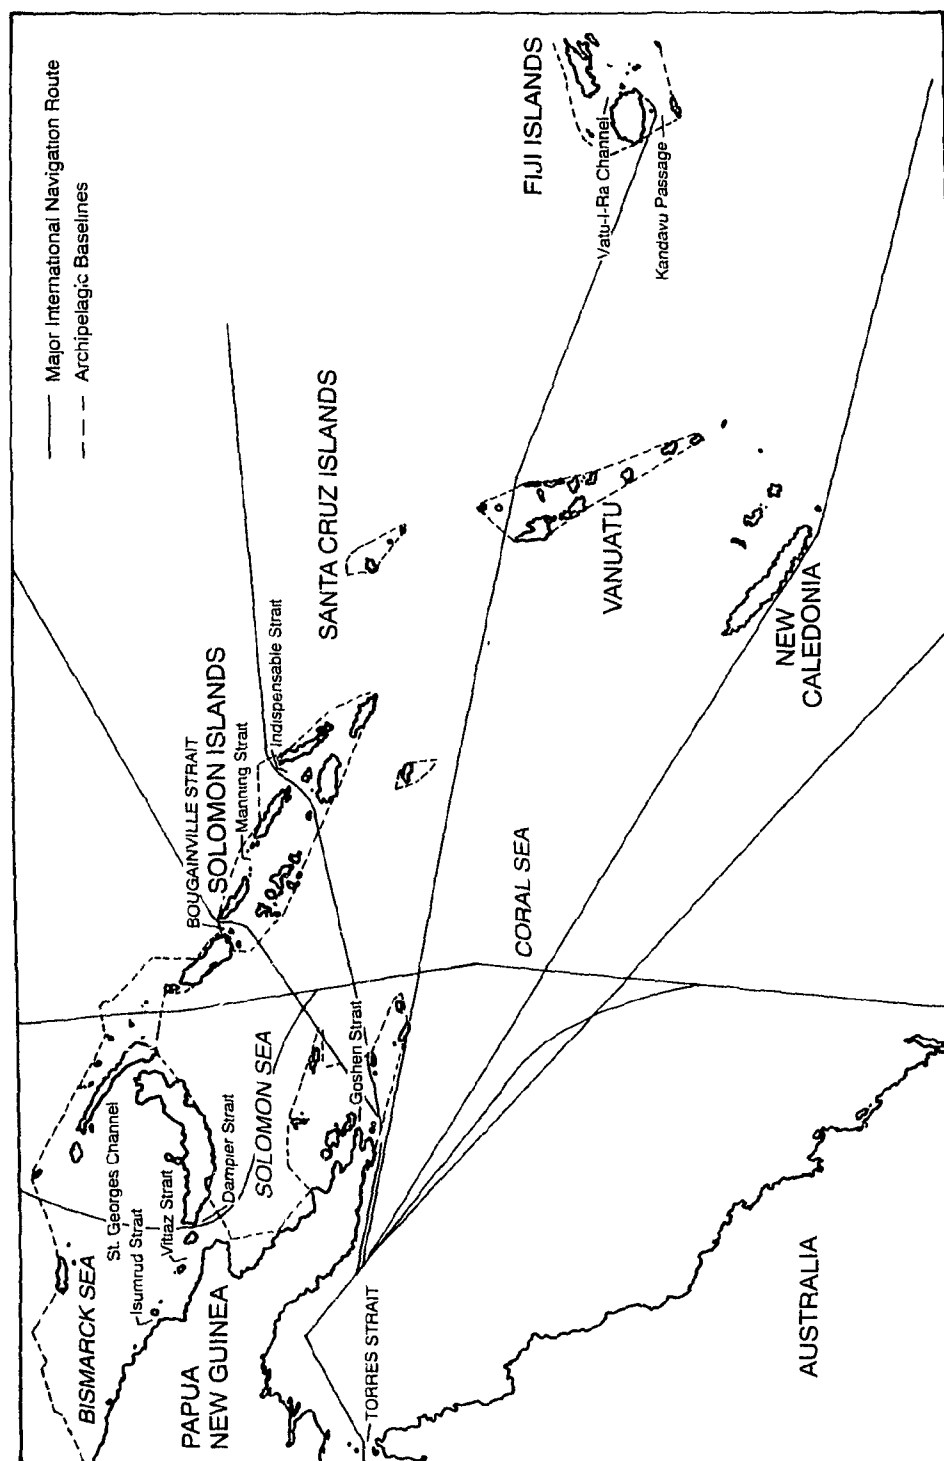 Major International Navigation Route
Archipelagic Baselines
BISMARCK SEA
St. Georges Channel
Isumrud Strait
Vitiaz Strait
Dampier Strait
PAPUA
NEW GUINEA
SOLOMON SEA
Goshen Strait
TORRES STRAIT
BOUGAINVILLE STRAIT
SOLOMON ISLANDS
Manning Strait
Indispensable Strait
SANTA CRUZ ISLANDS
CORAL SEA
VANUATU
NEW
CALEDONIA
AUSTRALIA
FIJI ISLANDS
Vatu-I-Ra Channel
Kandavu Passage